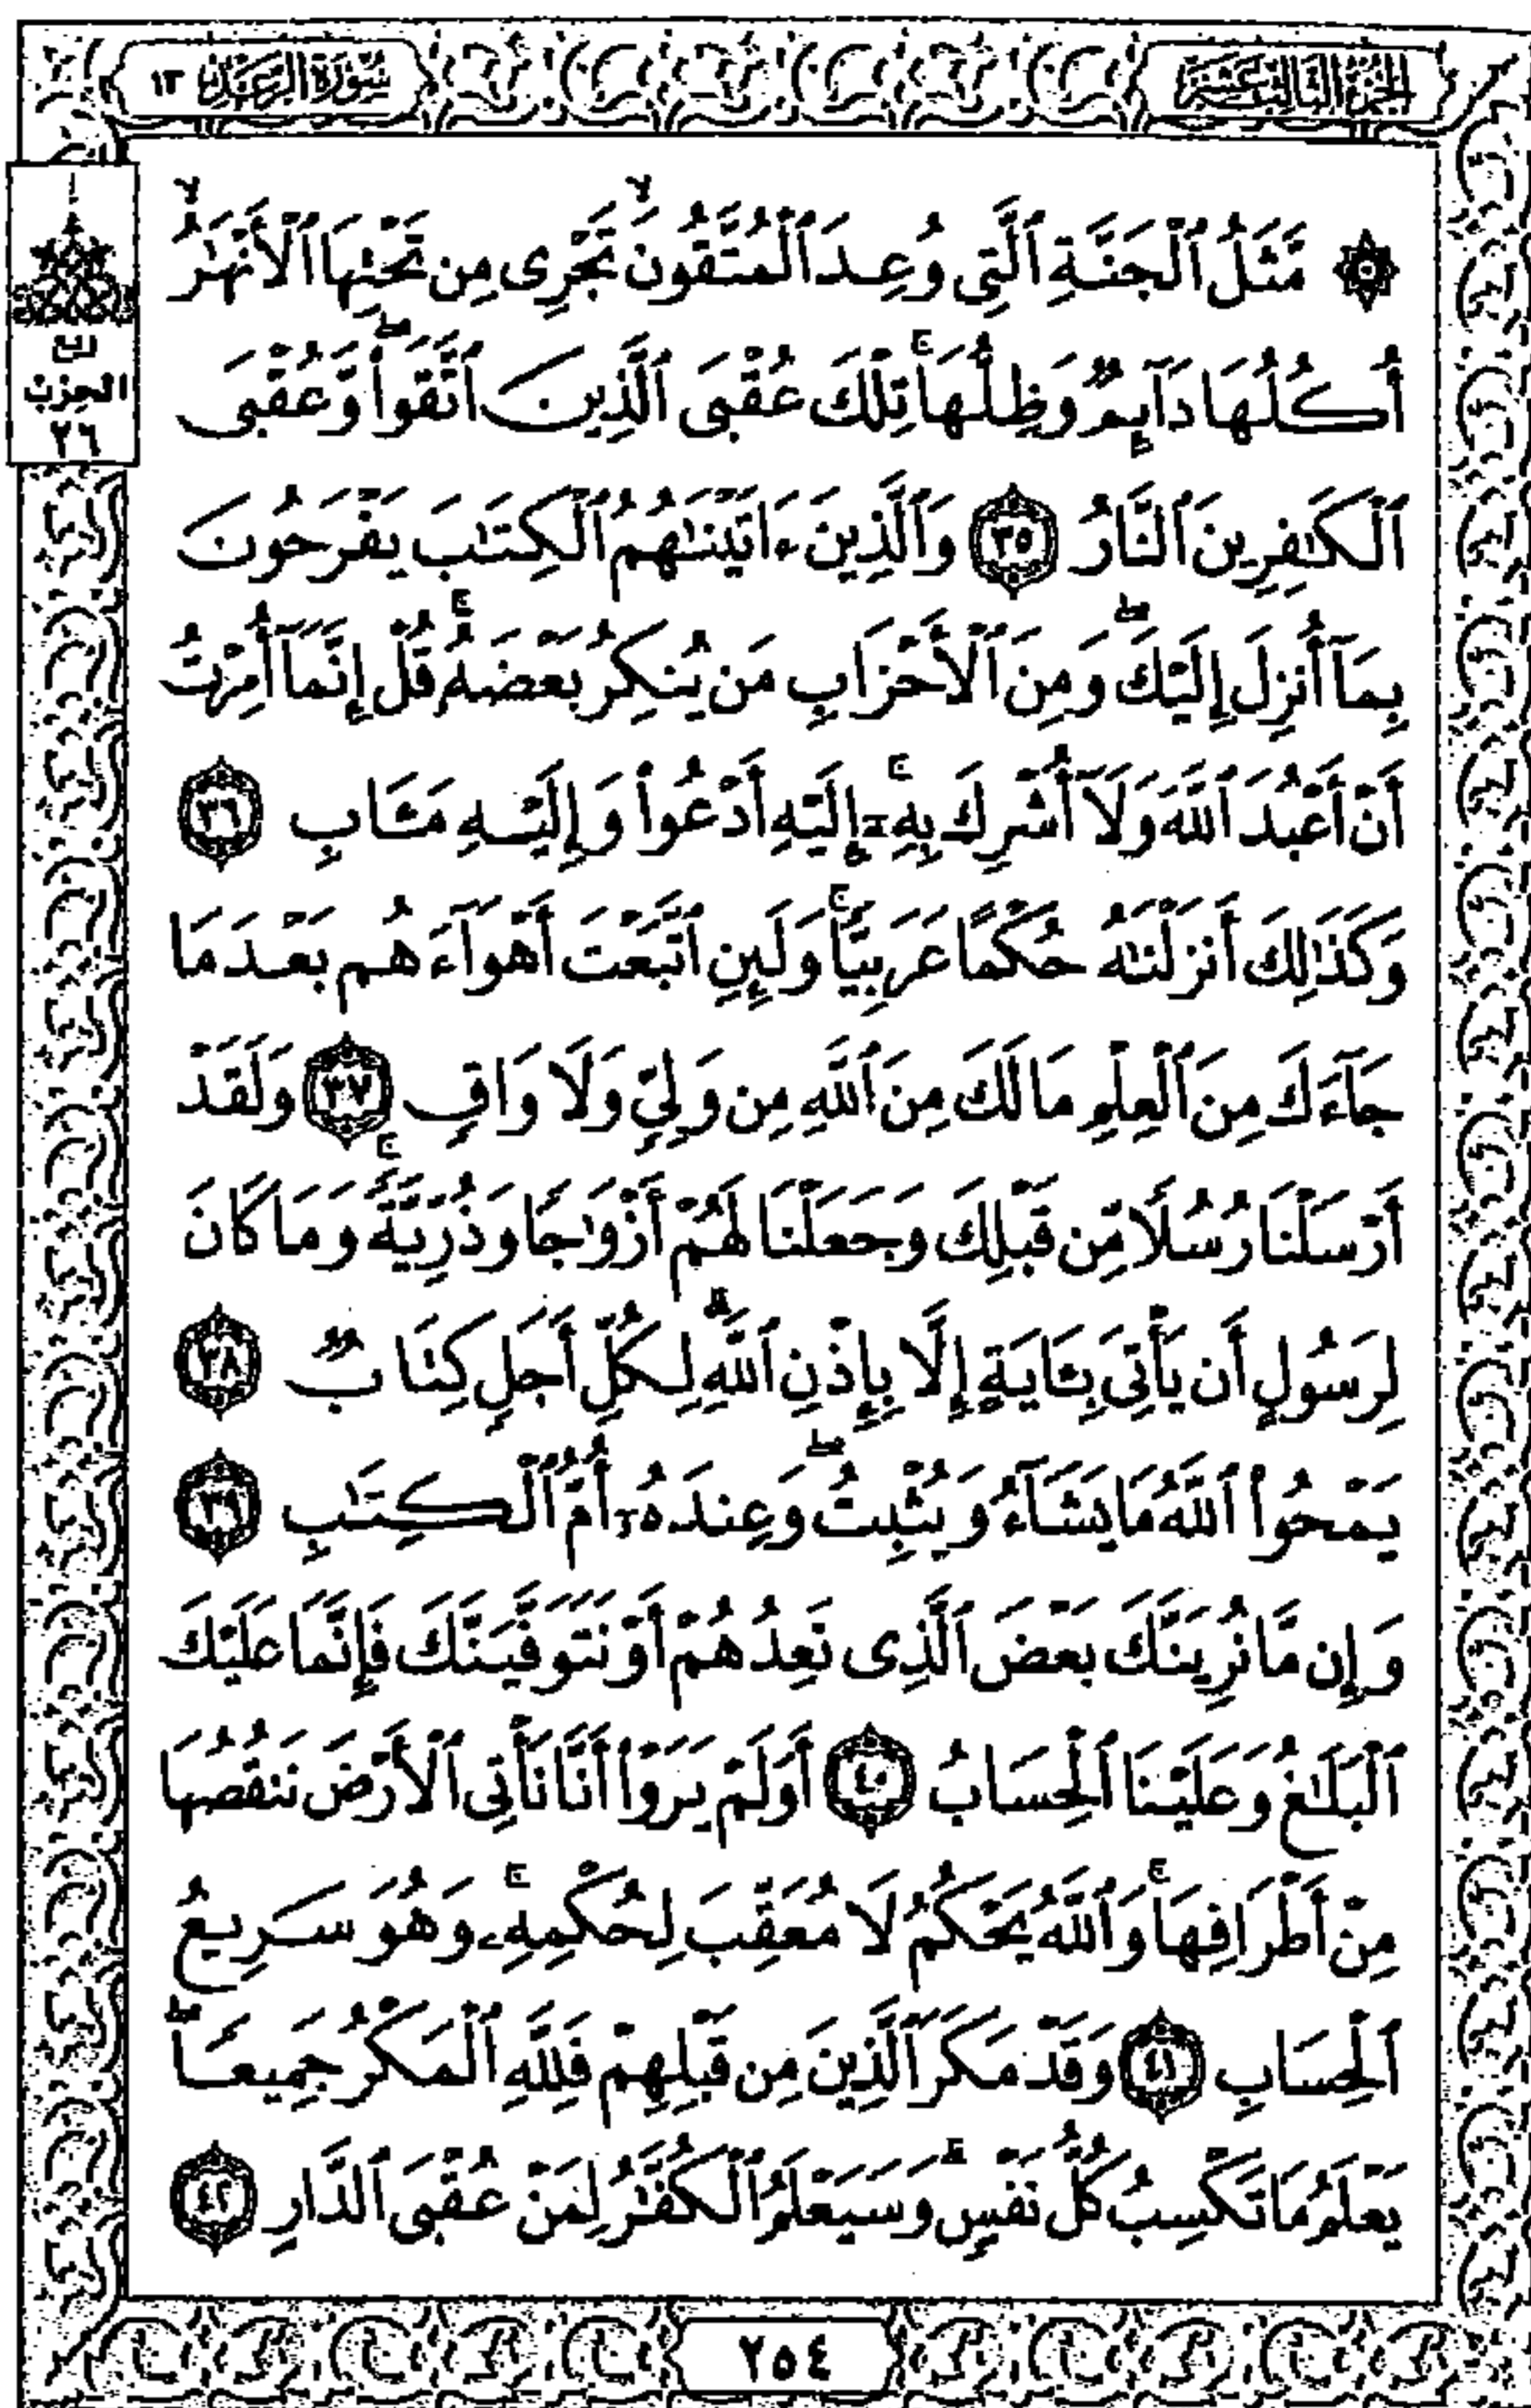 الجزء الثالث عشر
سورة الرعد ١٣
ربع
الحزب
٢٦
۞ مَّثَلُ ٱلْجَنَّةِ ٱلَّتِى وُعِدَ ٱلْمُتَّقُونَ ۙ تَجْرِى مِن تَحْتِهَا ٱلْأَنْهَٰرُ ۙ
أُكُلُهَا دَآئِمٌ وَظِلُّهَا ۚ تِلْكَ عُقْبَى ٱلَّذِينَ ٱتَّقَوا۟ ۖ وَّعُقْبَى
ٱلْكَٰفِرِينَ ٱلنَّارُ ٣٥ وَٱلَّذِينَ ءَاتَيْنَٰهُمُ ٱلْكِتَٰبَ يَفْرَحُونَ
بِمَآ أُنزِلَ إِلَيْكَ ۖ وَمِنَ ٱلْأَحْزَابِ مَن يُنكِرُ بَعْضَهُۥ ۚ قُلْ إِنَّمَآ أُمِرْتُ
أَنْ أَعْبُدَ ٱللَّهَ وَلَآ أُشْرِكَ بِهِۦٓ ۚ إِلَيْهِ أَدْعُوا۟ وَإِلَيْهِ مَـَٔابِ ٣٦
وَكَذَٰلِكَ أَنزَلْنَٰهُ حُكْمًا عَرَبِيًّا ۚ وَلَئِنِ ٱتَّبَعْتَ أَهْوَآءَهُم بَعْدَمَا
جَآءَكَ مِنَ ٱلْعِلْمِ مَا لَكَ مِنَ ٱللَّهِ مِن وَلِىٍّ وَلَا وَاقٍ ٣٧ وَلَقَدْ
أَرْسَلْنَا رُسُلًا مِّن قَبْلِكَ وَجَعَلْنَا لَهُمْ أَزْوَٰجًا وَذُرِّيَّةً ۚ وَمَا كَانَ
لِرَسُولٍ أَن يَأْتِىَ بِـَٔايَةٍ إِلَّا بِإِذْنِ ٱللَّهِ ۗ لِكُلِّ أَجَلٍ كِتَابٌ ٣٨
يَمْحُوا۟ ٱللَّهُ مَا يَشَآءُ وَيُثْبِتُ ۖ وَعِندَهُۥٓ أُمُّ ٱلْكِتَٰبِ ٣٩
وَإِن مَّا نُرِيَنَّكَ بَعْضَ ٱلَّذِى نَعِدُهُمْ أَوْ نَتَوَفَّيَنَّكَ فَإِنَّمَا عَلَيْكَ
ٱلْبَلَٰغُ وَعَلَيْنَا ٱلْحِسَابُ ٤٠ أَوَلَمْ يَرَوْا۟ أَنَّا نَأْتِى ٱلْأَرْضَ نَنقُصُهَا
مِنْ أَطْرَافِهَا ۚ وَٱللَّهُ يَحْكُمُ لَا مُعَقِّبَ لِحُكْمِهِۦ ۚ وَهُوَ سَرِيعُ
ٱلْحِسَابِ ٤١ وَقَدْ مَكَرَ ٱلَّذِينَ مِن قَبْلِهِمْ فَلِلَّهِ ٱلْمَكْرُ جَمِيعًا ۖ
يَعْلَمُ مَا تَكْسِبُ كُلُّ نَفْسٍ ۗ وَسَيَعْلَمُ ٱلْكُفَّٰرُ لِمَنْ عُقْبَى ٱلدَّارِ ٤٢
٢٥٤